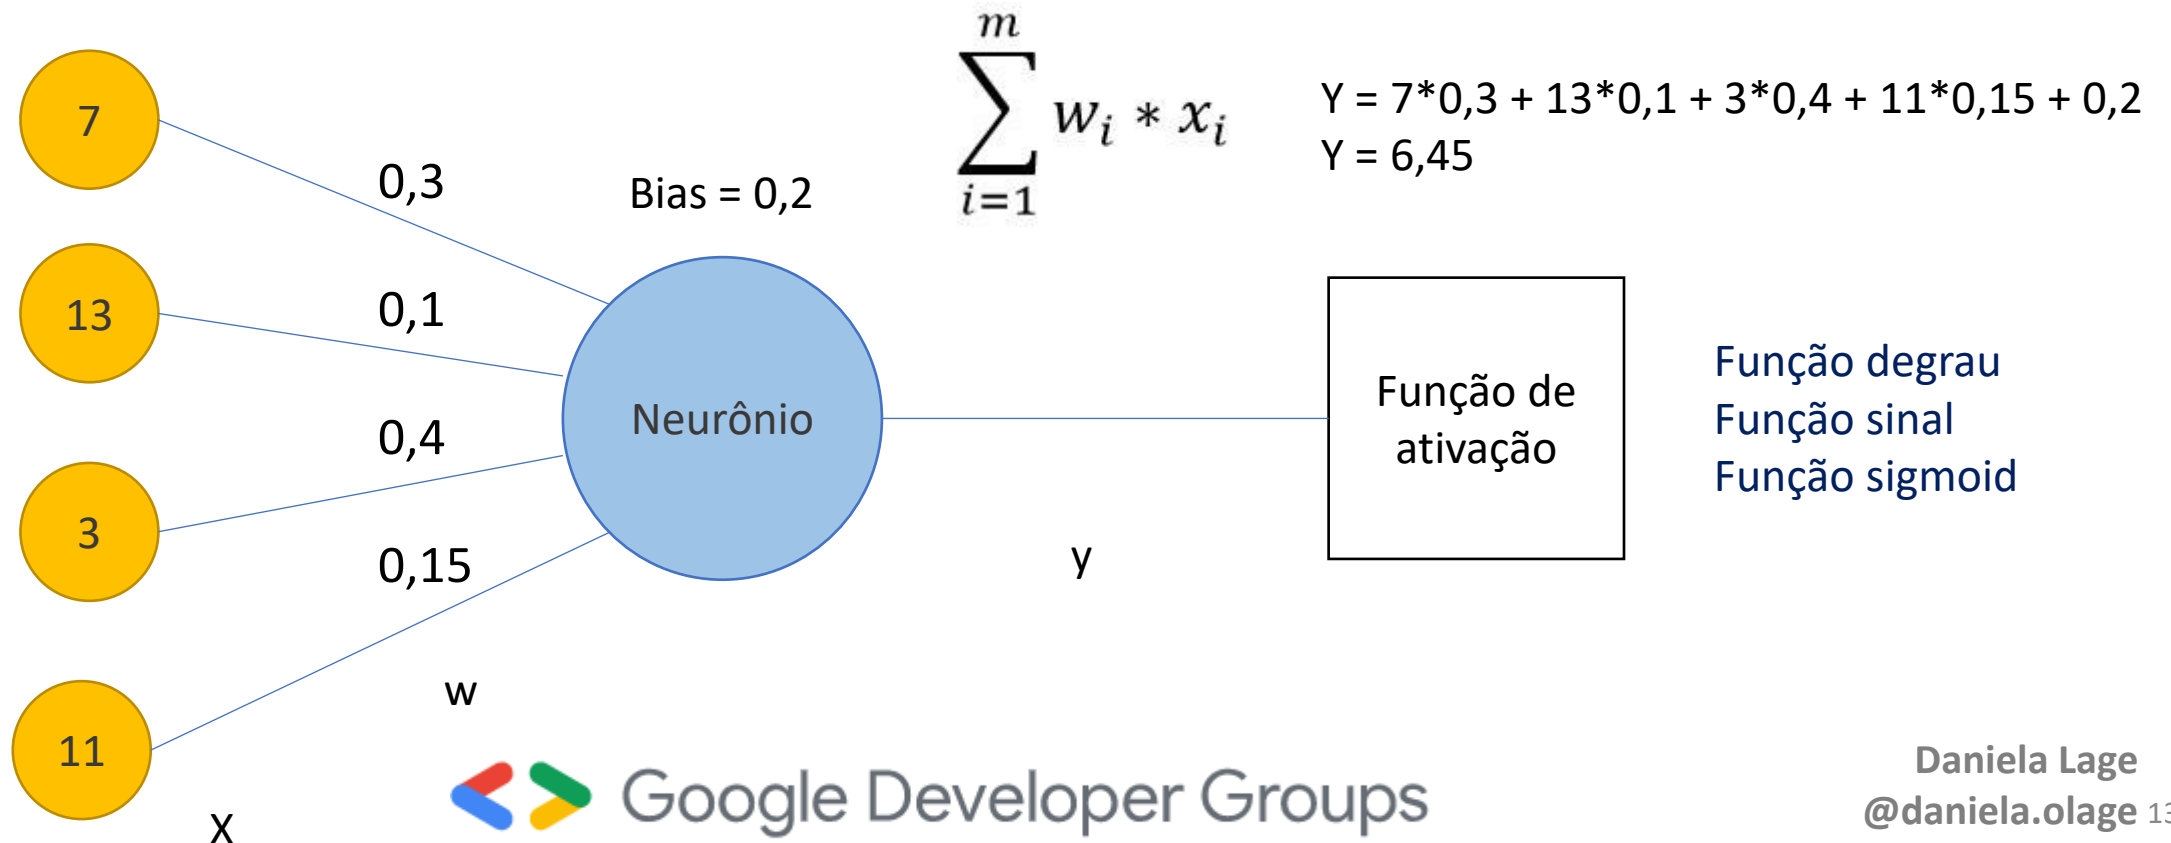 7
13
3
11
X
0,3
0,1
0,4
0,15
w
Bias = 0,2
Neurônio
m
∑ wᵢ * xᵢ
i=1
Y = 7*0,3 + 13*0,1 + 3*0,4 + 11*0,15 + 0,2
Y = 6,45
y
Função de
ativação
Função degrau
Função sinal
Função sigmoid
Google Developer Groups
Daniela Lage
@daniela.olage 13